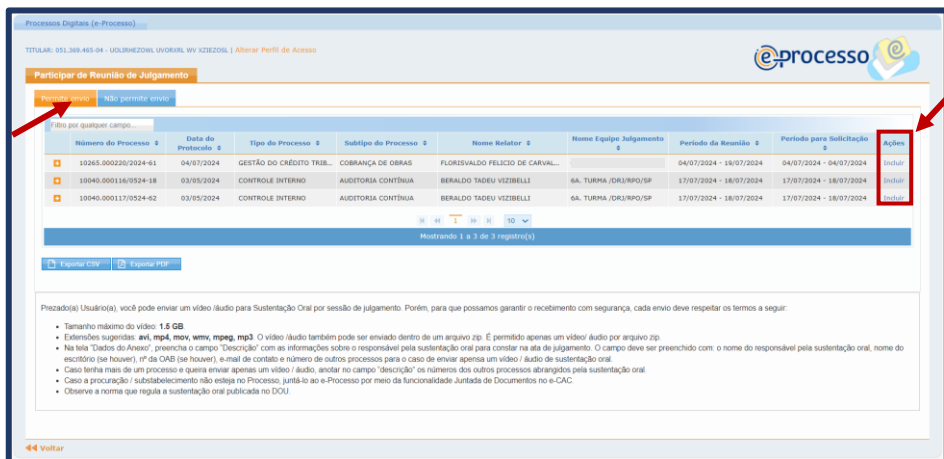 Processos Digitais (e-Processo)
TITULAR: 051.369.465-04 - UOLIRHEZOWL UVORXRL WV XZIEZOSL | Alterar Perfil de Acesso
e-processo
Participar de Reunião de Julgamento
Permite envio Não permite envio
Filtro por qualquer campo...
Número do Processo Data do Protocolo Tipo do Processo Subtipo do Processo Nome Relator Nome Equipe Julgamento Período da Reunião Período para Solicitação Ações
10265.000220/2024-61 04/07/2024 GESTÃO DO CRÉDITO TRIB... COBRANÇA DE OBRAS FLORISVALDO FELICIO DE CARVAL... 04/07/2024 - 19/07/2024 04/07/2024 - 04/07/2024 Incluir
10040.000116/0524-18 03/05/2024 CONTROLE INTERNO AUDITORIA CONTÍNUA BERALDO TADEU VIZIBELLI 6A. TURMA /DRJ/RPO/SP 17/07/2024 - 18/07/2024 17/07/2024 - 18/07/2024 Incluir
10040.000117/0524-62 03/05/2024 CONTROLE INTERNO AUDITORIA CONTÍNUA BERALDO TADEU VIZIBELLI 6A. TURMA /DRJ/RPO/SP 17/07/2024 - 18/07/2024 17/07/2024 - 18/07/2024 Incluir
1 10
Mostrando 1 a 3 de 3 registro(s)
Exportar CSV Exportar PDF
Prezado(a) Usuário(a), você pode enviar um vídeo /áudio para Sustentação Oral por sessão de julgamento. Porém, para que possamos garantir o recebimento com segurança, cada envio deve respeitar os termos a seguir:
• Tamanho máximo do vídeo: 1.5 GB.
• Extensões sugeridas: avi, mp4, mov, wmv, mpeg, mp3. O vídeo /áudio também pode ser enviado dentro de um arquivo zip. É permitido apenas um vídeo/ áudio por arquivo zip.
• Na tela "Dados do Anexo", preencha o campo "Descrição" com as informações sobre o responsável pela sustentação oral para constar na ata de julgamento. O campo deve ser preenchido com: o nome do responsável pela sustentação oral, nome do
escritório (se houver), nº da OAB (se houver), e-mail de contato e número de outros processos para o caso de enviar apensa um vídeo / áudio de sustentação oral.
• Caso tenha mais de um processo e queira enviar apenas um vídeo / áudio, anotar no campo "descrição" os números dos outros processos abrangidos pela sustentação oral.
• Caso a procuração / substabelecimento não esteja no Processo, juntá-lo ao e-Processo por meio da funcionalidade Juntada de Documentos no e-CAC.
• Observe a norma que regula a sustentação oral publicada no DOU.
Voltar